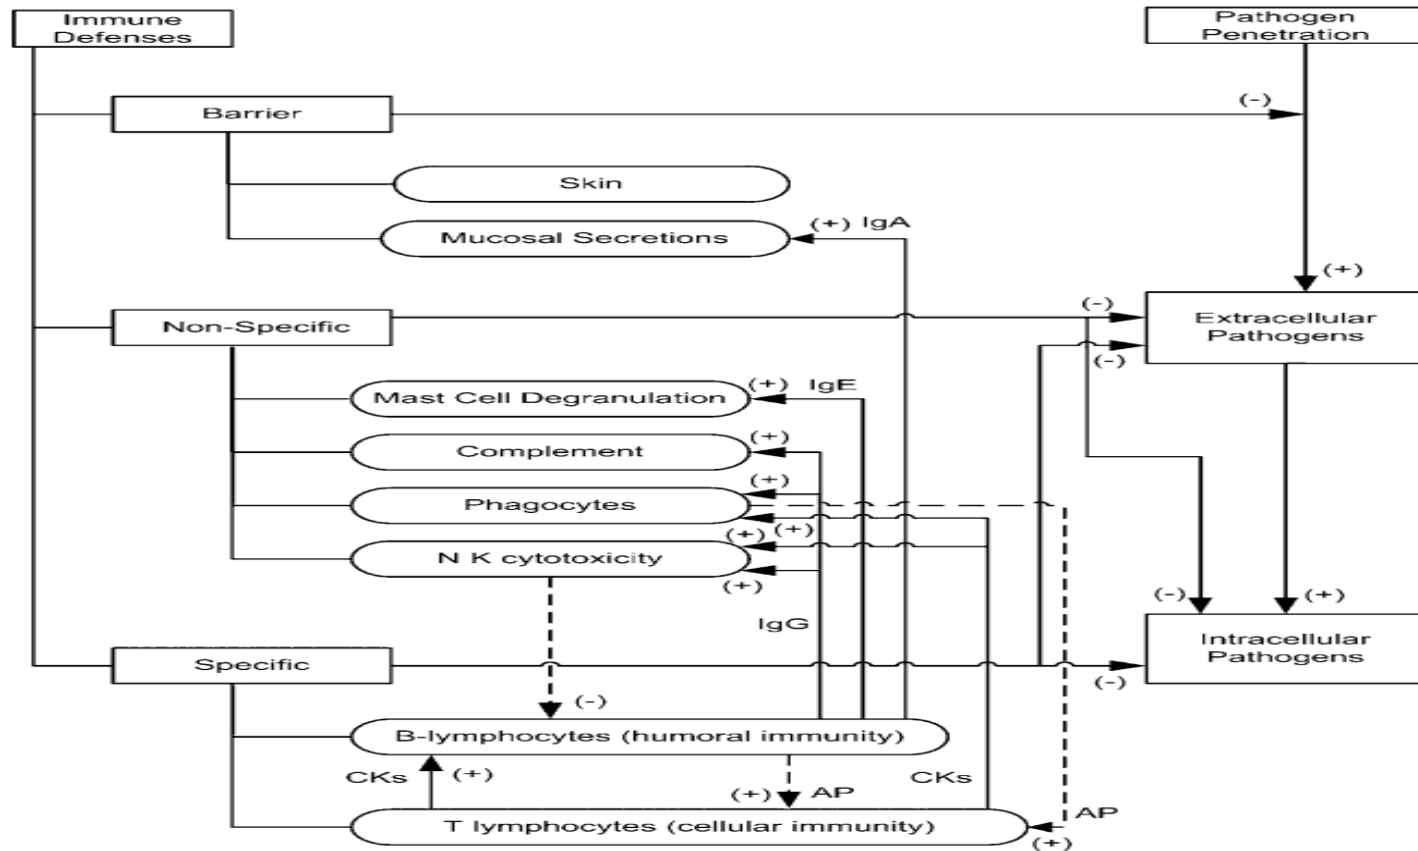 Immune
Defenses
Pathogen
Penetration
Barrier
(-)
Skin
(+) IgA
Mucosal Secretions
(+)
Non-Specific
(-)
Extracellular
Pathogens
(-)
(+) IgE
Mast Cell Degranulation
(+)
Complement
(+)
Phagocytes
(+) (+)
N K cytotoxicity
(+)
(-)
(+)
IgG
Intracellular
Pathogens
Specific
(-)
(-)
B-lymphocytes (humoral immunity)
CKs (+)
CKs
(+) AP
AP
T lymphocytes (cellular immunity)
(+)